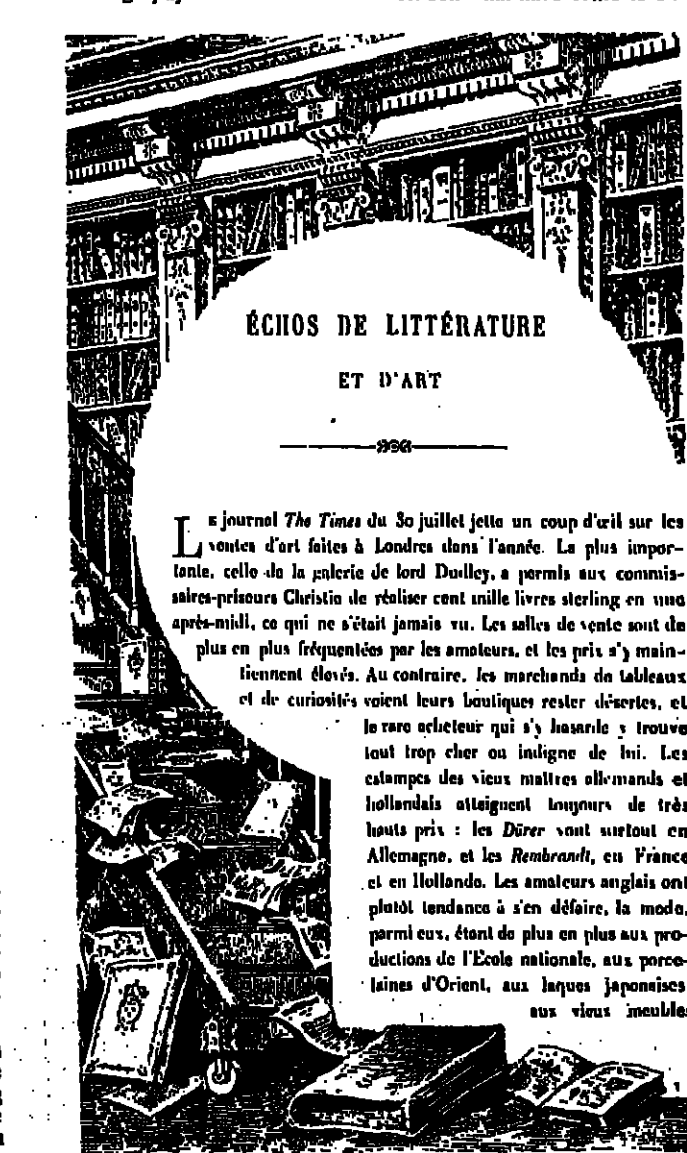 ÉCHOS DE LITTÉRATURE
ET D'ART
LE journal The Times du 30 juillet jette un coup d'œil sur les
ventes d'art faites à Londres dans l'année. La plus impor-
tante, celle de la galerie de lord Dudley, a permis aux commis-
saires-priseurs Christie de réaliser cent mille livres sterling en une
après-midi, ce qui ne s'était jamais vu. Les salles de vente sont de
plus en plus fréquentées par les amateurs, et les prix s'y main-
tiennent élevés. Au contraire, les marchands de tableaux
et de curiosités voient leurs boutiques rester désertes, et
le rare acheteur qui s'y hasarde y trouve
tout trop cher ou indigne de lui. Les
estampes des vieux maîtres allemands et
hollandais atteignent toujours de très
hauts prix : les Dürer vont surtout en
Allemagne, et les Rembrandt, en France
et en Hollande. Les amateurs anglais ont
plutôt tendance à s'en défaire, la mode,
parmi eux, étant de plus en plus aux pro-
ductions de l'Ecole nationale, aux porce-
laines d'Orient, aux laques japonaises
aux vieux meubles